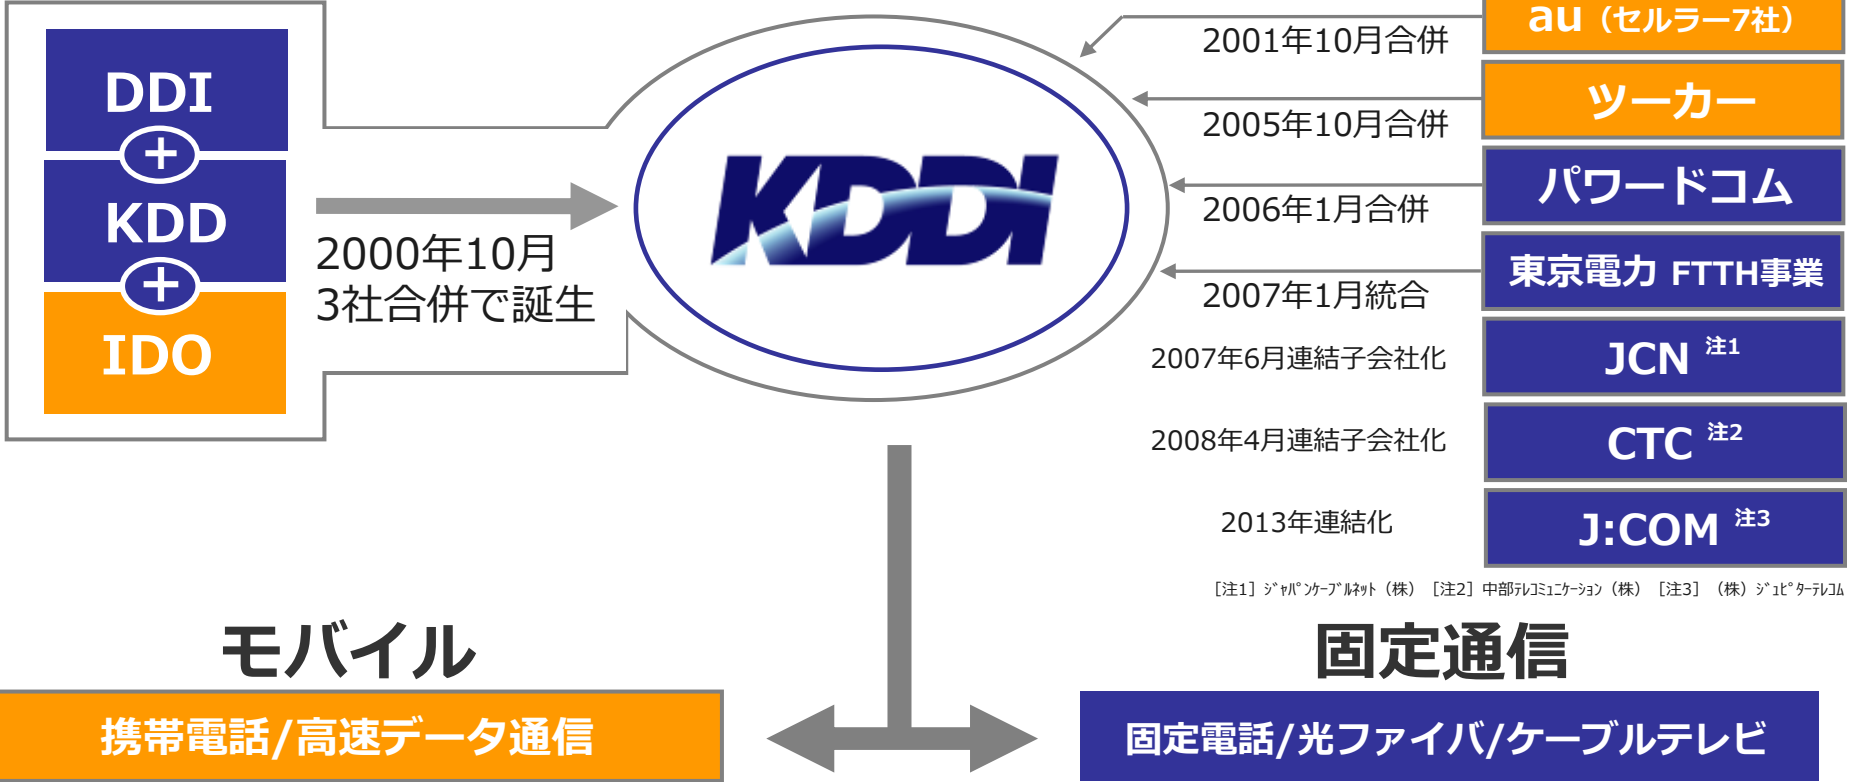 DDI
+
KDD
+
IDO
2000年10月
3社合併で誕生
KDDI
2001年10月合併
au（セルラー7社）
2005年10月合併
ツーカー
2006年1月合併
パワードコム
2007年1月統合
東京電力 FTTH事業
2007年6月連結子会社化
JCN 注1
2008年4月連結子会社化
CTC 注2
2013年連結化
J:COM 注3
［注1］ｼﾞｬﾊﾟﾝｹｰﾌﾞﾙﾈｯﾄ（株）［注2］中部ﾃﾚｺﾐｭﾆｹｰｼｮﾝ（株）［注3］（株）ｼﾞｭﾋﾟﾀｰﾃﾚｺﾑ
モバイル
携帯電話/高速データ通信
固定通信
固定電話/光ファイバ/ケーブルテレビ